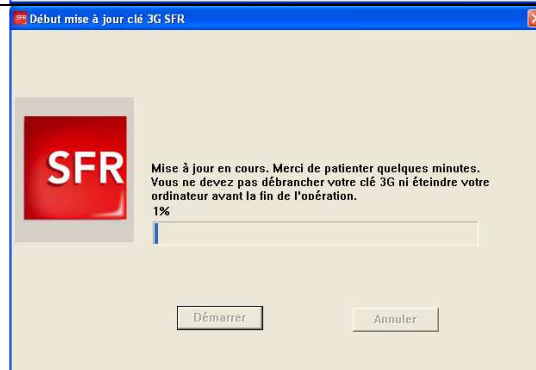 SFR Début mise à jour clé 3G SFR
SFR
Mise à jour en cours. Merci de patienter quelques minutes.
Vous ne devez pas débrancher votre clé 3G ni éteindre votre
ordinateur avant la fin de l'opération.
1%
Démarrer
Annuler